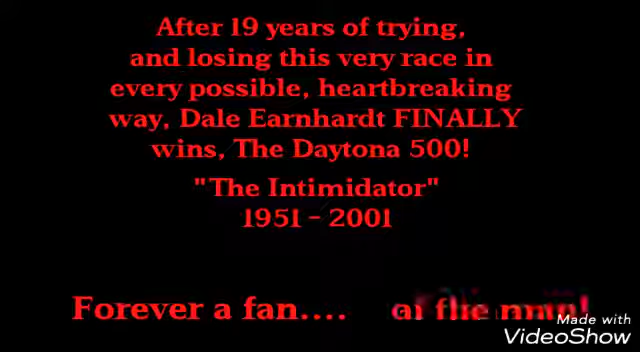 After 19 years of trying,
and losing this very race in
every possible, heartbreaking
way, Dale Earnhardt FINALLY
wins, The Daytona 500!
"The Intimidator"
1951 - 2001
Forever a fan....
Made with
VideoShow